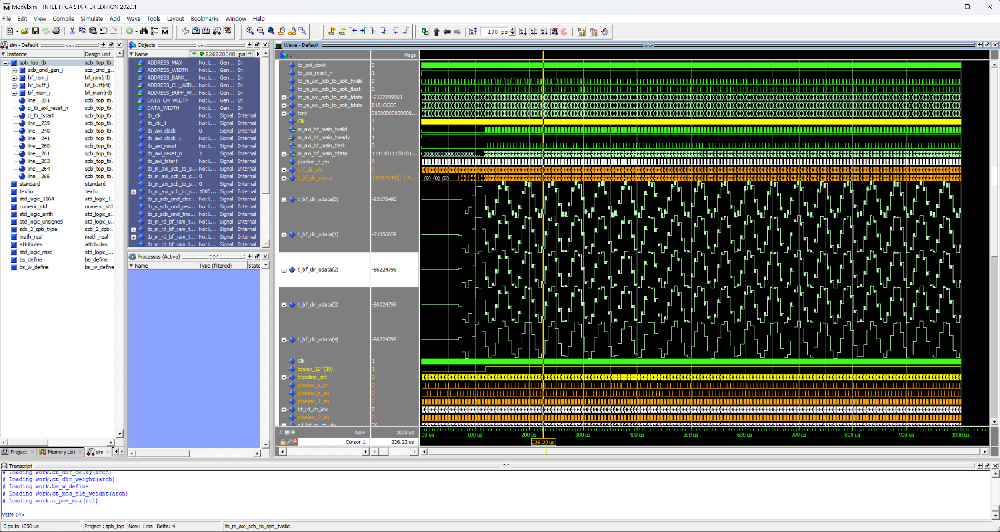 ModelSim - INTEL FPGA STARTER EDITION 2020.1
File Edit View Compile Simulate Add Wave Tools Layout Bookmarks Window Help
100 ps
sim - Default
Instance Design unit
spb_top_tb spb_top_tb...
scb_cmd_gen_i scb_cmd_g...
bf_ram_i bf_ram(rtl)
bf_buff_i bf_buff(rtl)
bf_main_i bf_main(rtl)
line__251 spb_top_tb...
p_tb_axi_reset_n spb_top_tb...
p_tb_tstart spb_top_tb...
line__239 spb_top_tb...
line__240 spb_top_tb...
line__241 spb_top_tb...
line__260 spb_top_tb...
line__261 spb_top_tb...
line__263 spb_top_tb...
line__264 spb_top_tb...
line__266 spb_top_tb...
standard standard
textio textio
std_logic_1164 std_logic_1...
numeric_std numeric_std
std_logic_arith std_logic_a...
std_logic_unsigned std_logic_u...
scb_2_spb_type scb_2_spb...
math_real math_real
attributes attributes
std_logic_misc std_logic_...
bs_define bs_define
bs_w_define bs_w_define
Project Memory List sim
Objects
Name 226220000 ps
ADDRESS_MAX Not L... Gen... In
ADDRESS_WIDTH Not L... Gen... In
ADDRESS_BANK_... Not L... Gen... In
ADDRESS_CH_WID... Not L... Gen... In
ADDRESS_BUFF_W... Not L... Gen... In
DATA_CH_WIDTH Not L... Gen... In
DATA_WIDTH Not L... Gen... In
tb_clk Not L... Signal Internal
tb_clk_1 Not L... Signal Internal
tb_axi_clock 0 Signal Internal
tb_axi_clock_1 Not L... Signal Internal
tb_axi_reset Not L... Signal Internal
tb_axi_reset_n 1 Signal Internal
tb_axi_tstart Not L... Signal Internal
tb_m_axi_scb_to_s... Not L... Signal Internal
tb_m_axi_scb_to_s... 0 Signal Internal
tb_m_axi_scb_to_s... 0 Signal Internal
tb_m_axi_scb_to_s... 1000... Signal Internal
tb_s_scb_cmd_cloc... Not L... Signal Internal
tb_s_scb_cmd_res... Not L... Signal Internal
tb_s_scb_cmd_tne... Not L... Signal Internal
tb_m_rd_bf_ram_t... Not L... Signal Internal
tb_m_rd_bf_ram_t... Not L... Signal Internal
tb_m_rd_bf_ram_t... Not L... Signal Internal
tb_m_rd_bf_ram_t... Not L... Signal Internal
Processes (Active)
Name Type (filtered) State
Wave - Default
Msgs
tb_axi_clock 0
tb_axi_reset_n 1
tb_m_axi_scb_to_spb_tvalid 0
tb_m_axi_scb_to_spb_tlast 0
tb_m_axi_scb_to_spb_tdata -2122199860
tb_m_axi_scb_to_spb_tdata 8181CCCC
tcnt 00000000000000...
Clk 1
m_axi_bf_main_tvalid 1
m_axi_bf_main_tready 1
m_axi_bf_main_tlast 0
m_axi_bf_main_tdata 11111011100101... 0000000000000000000...
pipeline_a_en 0
tbf_dir_idx 0
t_bf_dir_odata {-83172492} {-7... {0} {0} {0}...
t_bf_dir_odata(0) -83172492
t_bf_dir_odata(1) -71056039
t_bf_dir_odata(2) -86224799
t_bf_dir_odata(3) -86224799
t_bf_dir_odata(4) -86224799
Clk 1
tdelay_19T(19) 1
tpipeline_cnt 0
pipeline_s_en 0
pipeline_e_en 0
pipeline_1_en 0
bf_rd_ch_idx 0
pipeline_2_en 0
n1_bf_rd_ch_idx 36
Now 1000 us
00 us 100 us 200 us 300 us 400 us 500 us 600 us 700 us 800 us 900 us 1000 us
Cursor 1 226.22 us
226.22 us
Transcript
# Loading work.ct_dir_delay(arch)
# Loading work.ct_dir_weight(arch)
# Loading work.bs_w_define
# Loading work.ct_pos_ele_weight(arch)
# Loading work.c_pos_mux(rtl)
VSIM 14>
0 ps to 1050 us Project : spb_top Now: 1 ms Delta: 4 tb_m_axi_scb_to_spb_tvalid